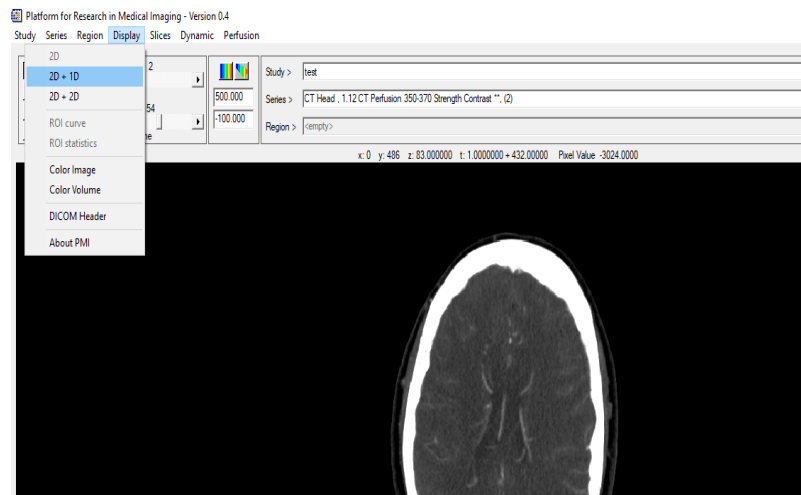 Platform for Research in Medical Imaging - Version 0.4
Study Series Region Display Slices Dynamic Perfusion
2D
2D + 1D
2D + 2D
ROI curve
ROI statistics
Color Image
Color Volume
DICOM Header
About PMI
2
54
500.000
-100.000
Study > test
Series > CT Head , 1.12 CT Perfusion 350-370 Strength Contrast **, (2)
Region > <empty>
x: 0 y: 486 z: 83.000000 t: 1.0000000 + 432.00000 Pixel Value -3024.0000